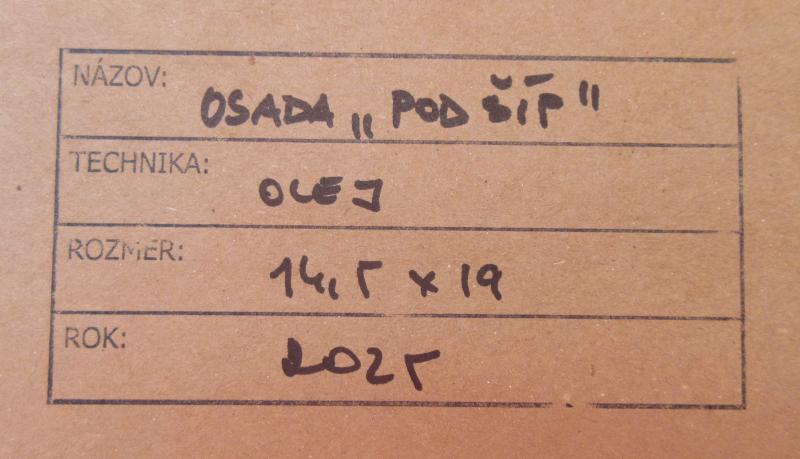 NÁZOV: OSADA „POD ŠÍP"
TECHNIKA: OLEJ
ROZMER: 14,5 x 19
ROK: 2025